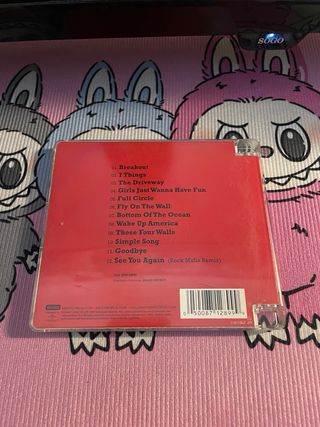 SOGO
01 Breakout
02 7 Things
03 The Driveway
04 Girls Just Wanna Have Fun
05 Full Circle
06 Fly On The Wall
07 Bottom Of The Ocean
08 Wake Up America
09 These Four Walls
10 Simple Song
11 Goodbye
12 See You Again (Rock Mafia Remix)
50087 12899